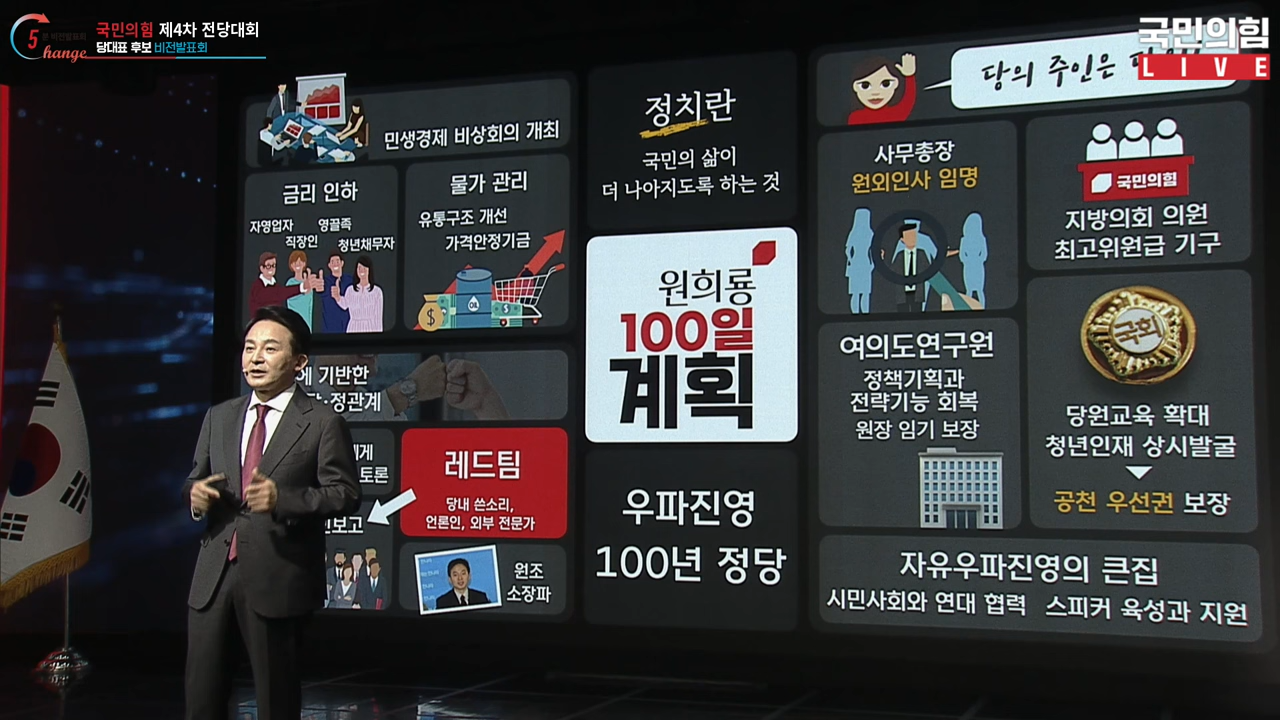 5
hange
국민의힘 제4차 전당대회
당대표 후보 비전발표회
국민의힘
LIVE
민생경제 비상회의 개최
금리 인하
자영업자
영끌족
직장인
청년채무자
물가 관리
유통구조 개선
가격안정기금
OIL
$
$
에 기반한
정관계
에게
토론
보고
레드팀
당내 쓴소리,
언론인, 외부 전문가
원조
소장파
정치란
국민의 삶이
더 나아지도록 하는 것
원희룡
100일
계획
우파진영
100년 정당
당의 주인은
사무총장
원외인사 임명
국민의힘
지방의회 의원
최고위원급 기구
여의도연구원
정책기획과
전략기능 회복
원장 임기 보장
국회
당원교육 확대
청년인재 상시발굴
공천 우선권 보장
자유우파진영의 큰집
시민사회와 연대 협력 스피커 육성과 지원